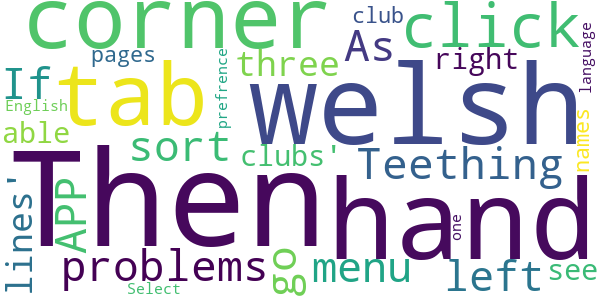 corner
club
click
language
pages
As
right
If
tab
three
prefrence
welsh
English
able
sort
clubs'
names
Teething
Then
hand
lines'
APP
one
problems
go
menu
left
see
Select